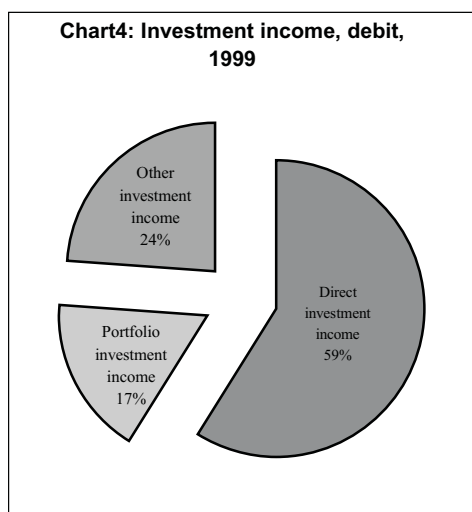 Chart4: Investment income, debit,
1999
Other
investment
income
24%
Direct
investment
income
59%
Portfolio
investment
income
17%